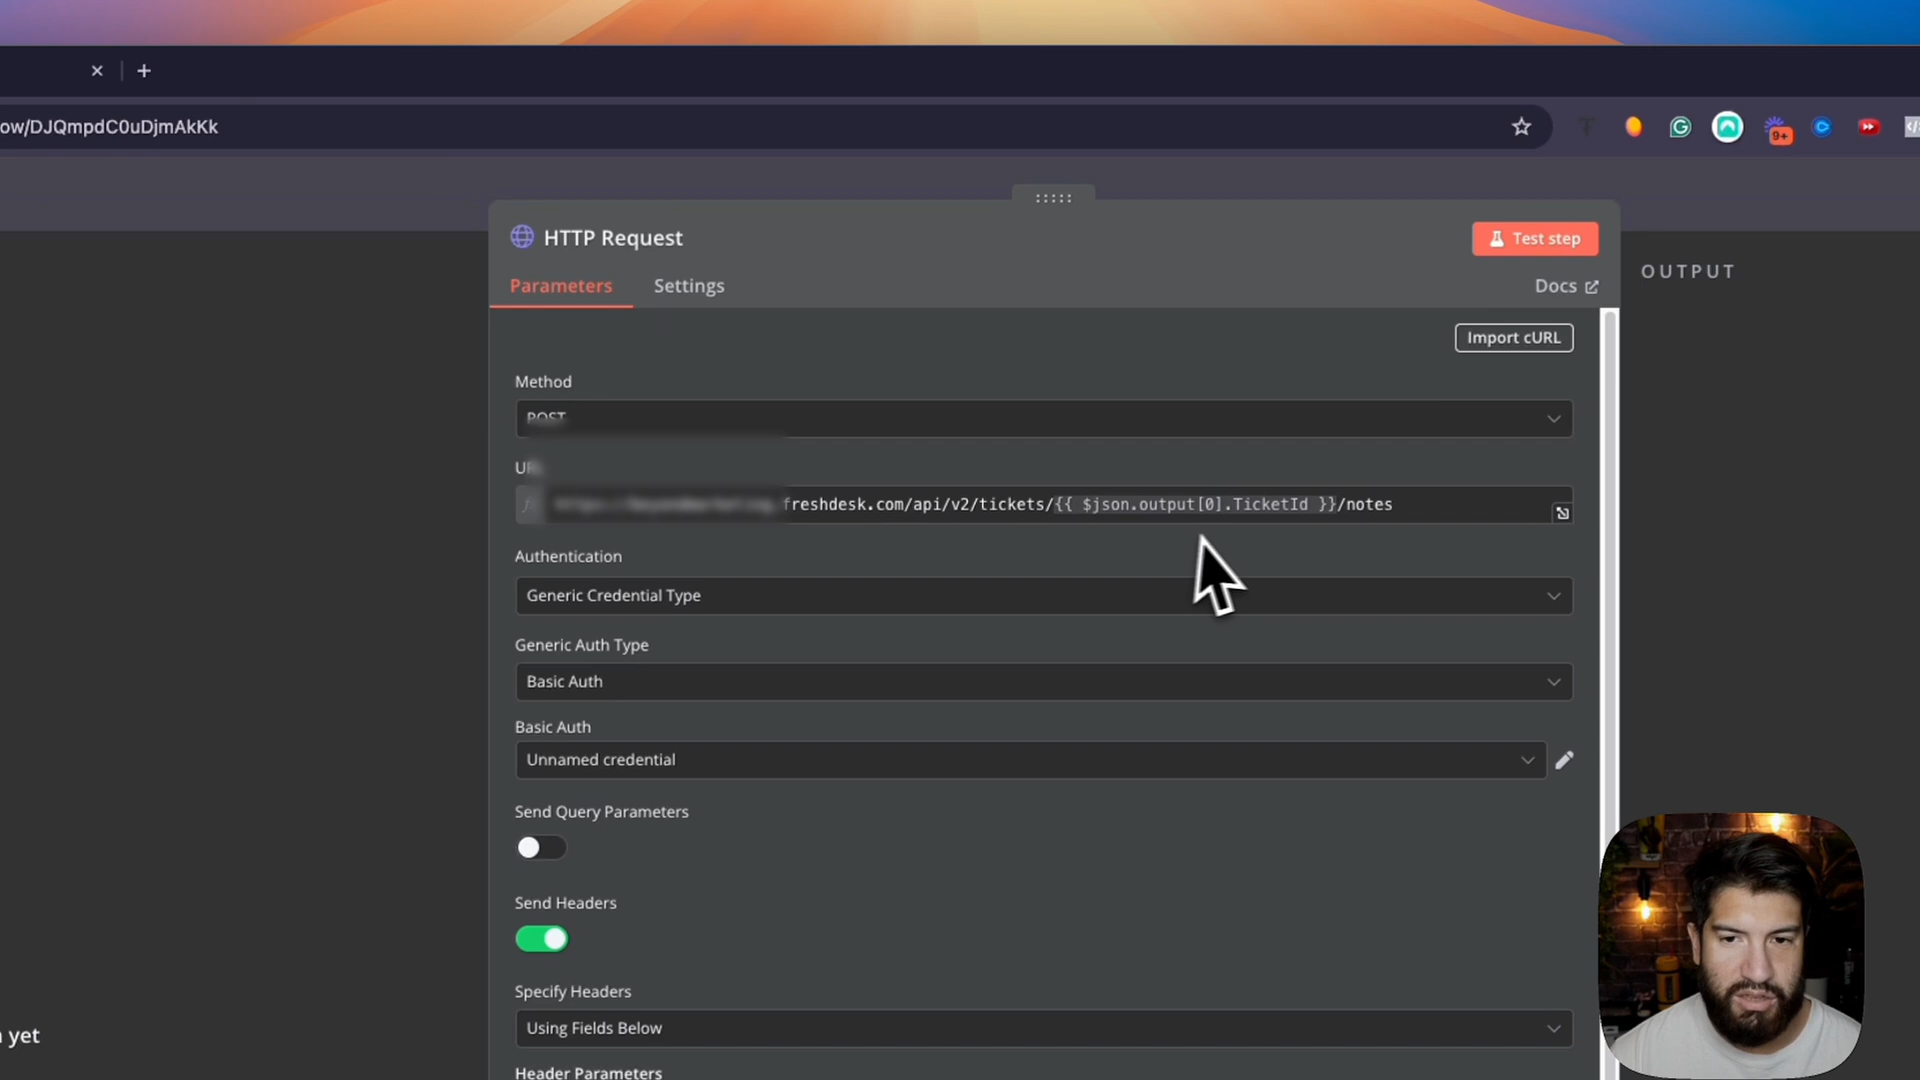 ow/DJQmpdC0uDjmAkKk
9+
HTTP Request
Test step
OUTPUT
Parameters
Settings
Docs
Import cURL
Method
POST
freshdesk.com/api/v2/tickets/{{ $json.output[0].TicketId }}/notes
Authentication
Generic Credential Type
Generic Auth Type
Basic Auth
Basic Auth
Unnamed credential
Send Query Parameters
Send Headers
Specify Headers
Using Fields Below
yet
Header Parameters